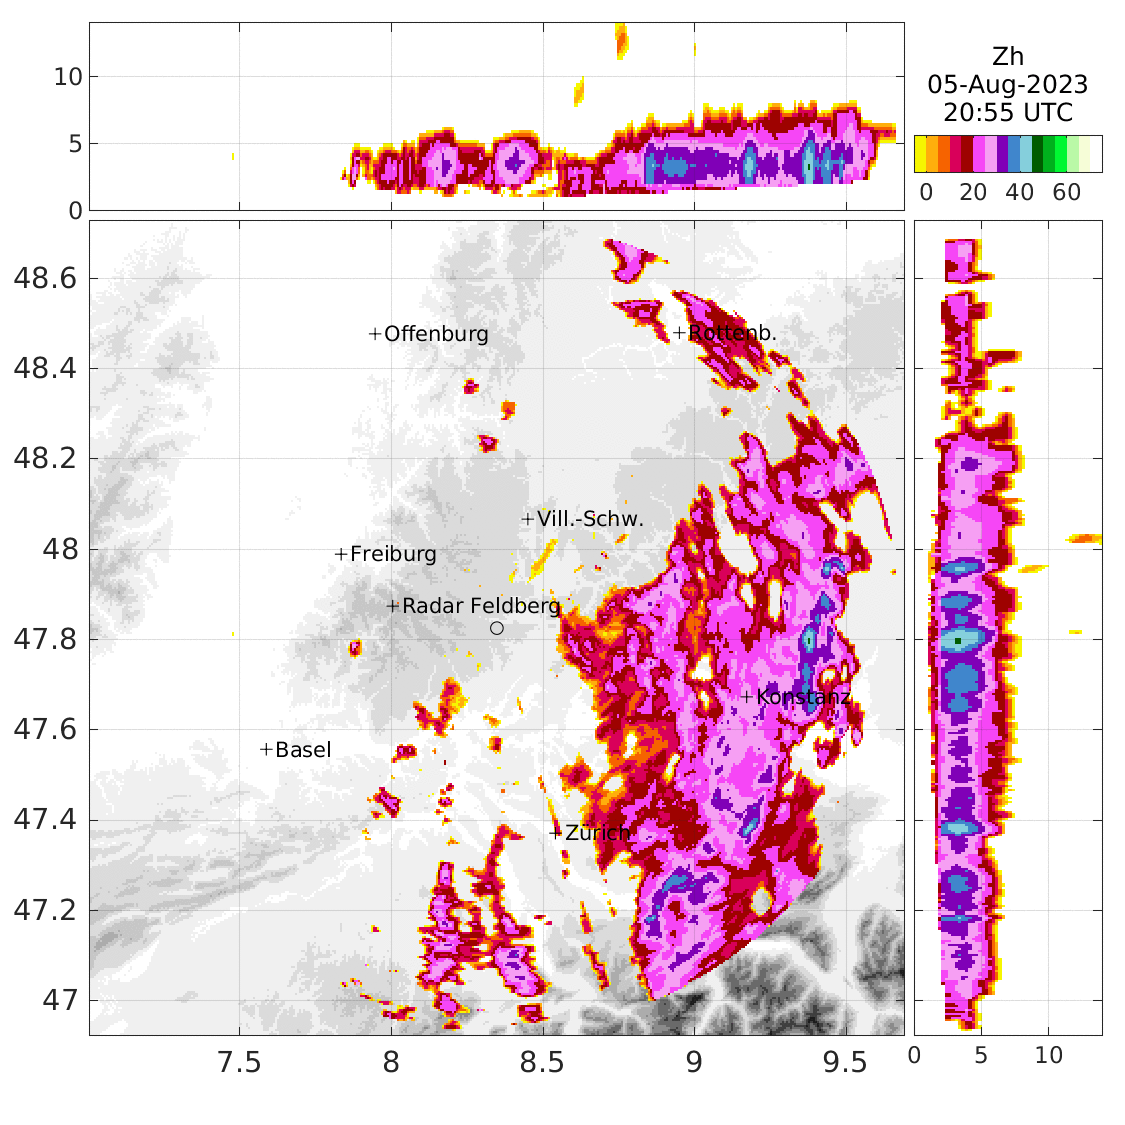 Zh
05-Aug-2023
20:55 UTC
10
5
0
0 20 40 60
48.6
48.4
48.2
48
47.8
47.6
47.4
47.2
47
Offenburg
Rottenb.
Vill.-Schw.
Freiburg
Radar Feldberg
Konstanz
Basel
Zürich
7.5 8 8.5 9 9.5
0 5 10